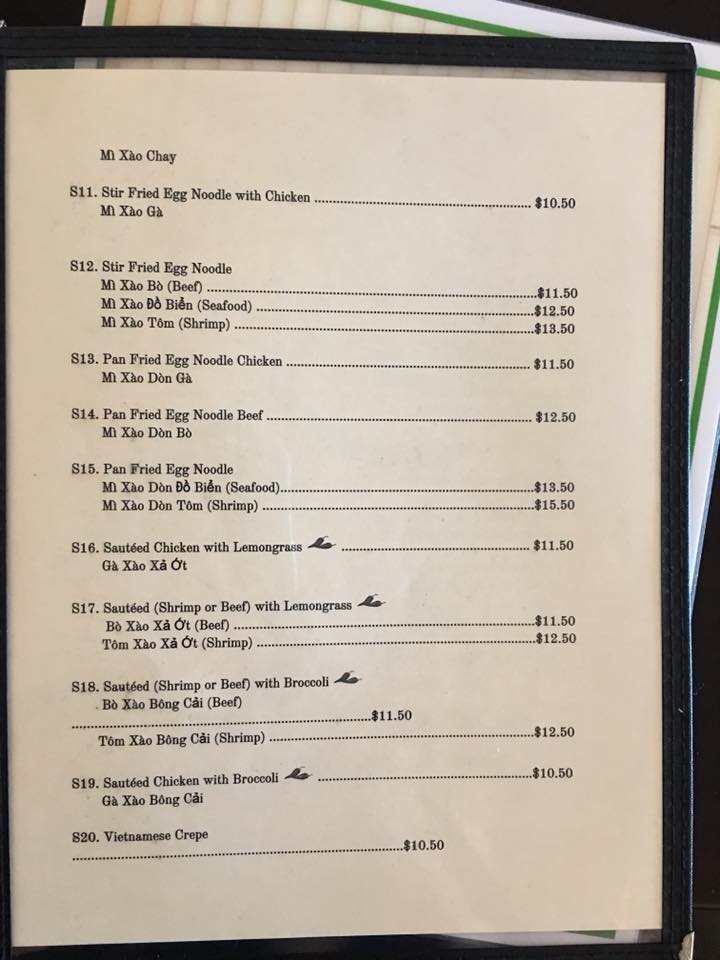 Mì Xào Chay
S11. Stir Fried Egg Noodle with Chicken ........ $10.50
Mì Xào Gà
S12. Stir Fried Egg Noodle
Mì Xào Bò (Beef) ........ $11.50
Mì Xào Đồ Biển (Seafood) ........ $12.50
Mì Xào Tôm (Shrimp) ........ $13.50
S13. Pan Fried Egg Noodle Chicken ........ $11.50
Mì Xào Dòn Gà
S14. Pan Fried Egg Noodle Beef ........ $12.50
Mì Xào Dòn Bò
S15. Pan Fried Egg Noodle
Mì Xào Dòn Đồ Biển (Seafood)........ $13.50
Mì Xào Dòn Tôm (Shrimp) ........ $15.50
S16. Sautéed Chicken with Lemongrass ........ $11.50
Gà Xào Xả Ớt
S17. Sautéed (Shrimp or Beef) with Lemongrass
Bò Xào Xả Ớt (Beef) ........ $11.50
Tôm Xào Xả Ớt (Shrimp) ........ $12.50
S18. Sautéed (Shrimp or Beef) with Broccoli
Bò Xào Bông Cải (Beef)
........ $11.50
Tôm Xào Bông Cải (Shrimp) ........ $12.50
S19. Sautéed Chicken with Broccoli ........ $10.50
Gà Xào Bông Cải
S20. Vietnamese Crepe
........ $10.50